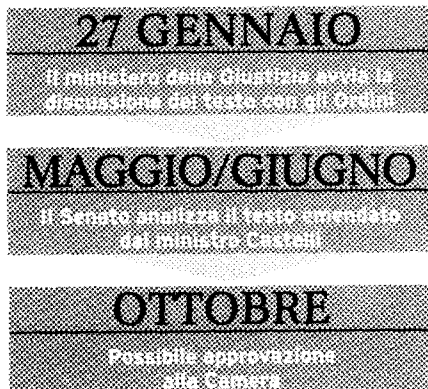 27 GENNAIO
Il ministero della Giustizia avvia la
discussione del testo con gli Ordini
MAGGIO/GIUGNO
Il Senato analizza il testo emendato
dal ministro Castelli
OTTOBRE
Possibile approvazione
alla Camera